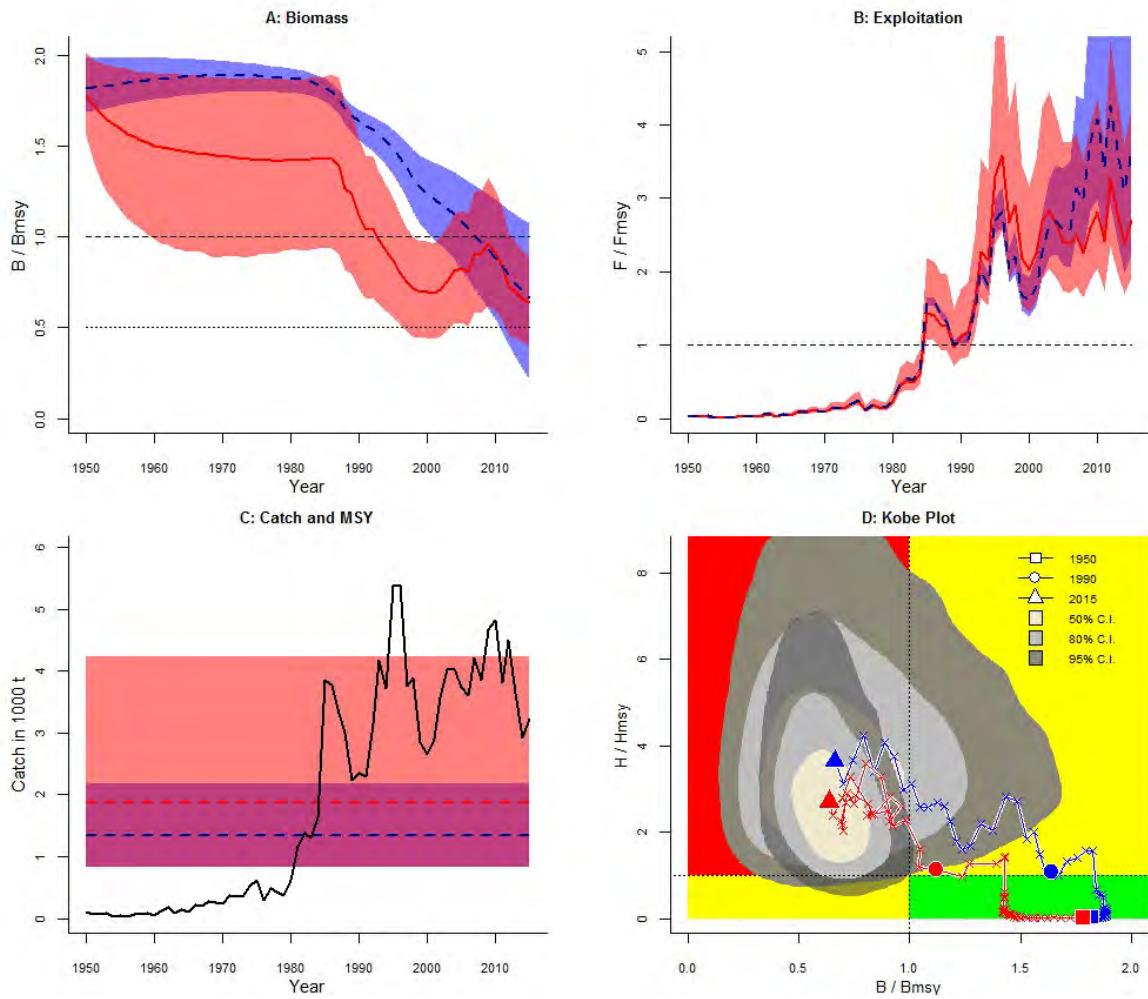 A: Biomass
B / Bmsy
0.0 0.5 1.0 1.5 2.0
1950 1960 1970 1980 1990 2000 2010
Year
B: Exploitation
F / Fmsy
0 1 2 3 4 5
1950 1960 1970 1980 1990 2000 2010
Year
C: Catch and MSY
Catch in 1000 t
0 1 2 3 4 5 6
1950 1960 1970 1980 1990 2000 2010
Year
D: Kobe Plot
H / Hmsy
0 2 4 6 8
1950
1990
2015
50% C.I.
80% C.I.
95% C.I.
0.0 0.5 1.0 1.5 2.0
B / Bmsy